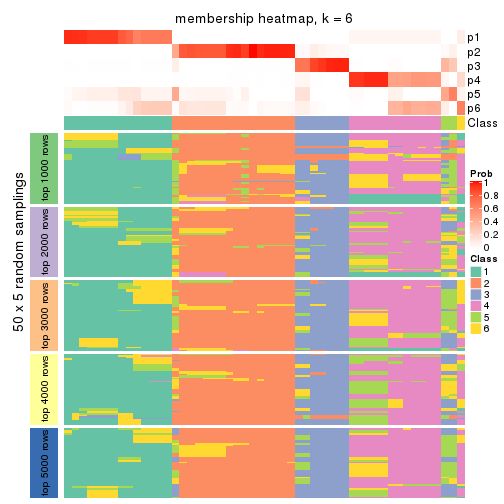 membership heatmap, k = 6
p1
p2
p3
p4
p5
p6
Class
50 x 5 random samplings
top 1000 rows
top 2000 rows
top 3000 rows
top 4000 rows
top 5000 rows
Prob
1
0.8
0.6
0.4
0.2
0
Class
1
2
3
4
5
6